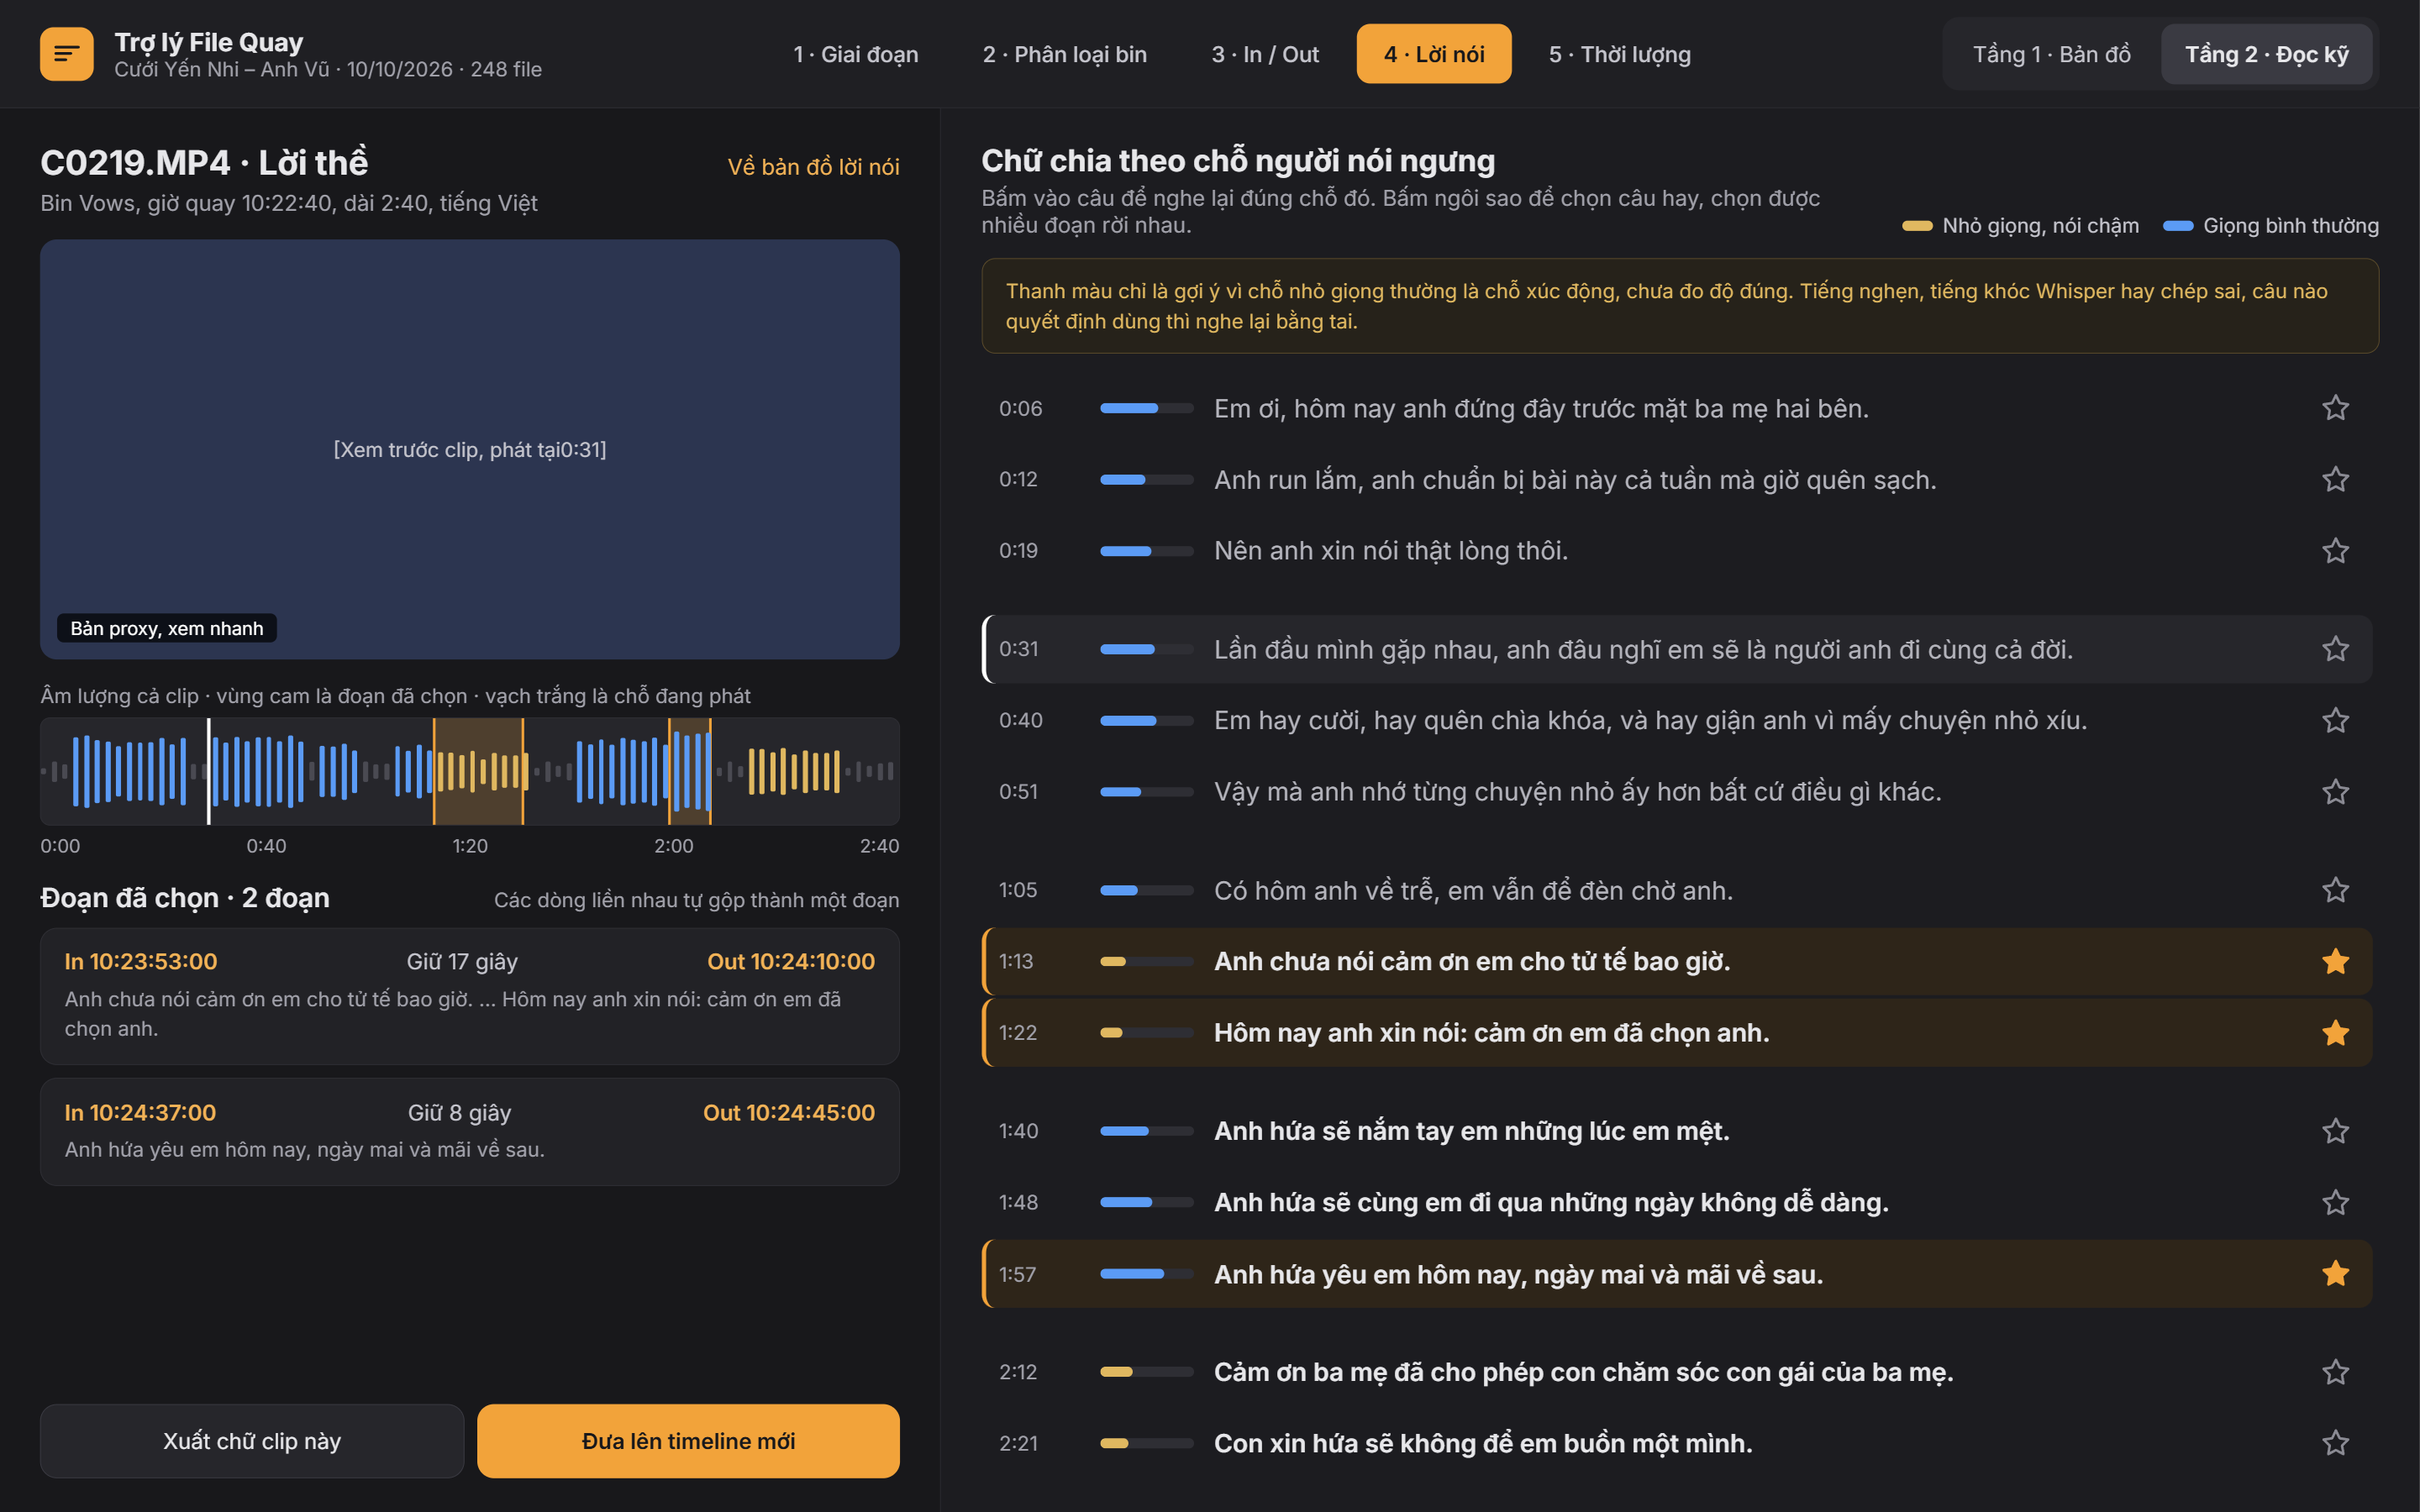 Trợ lý File Quay
Cưới Yến Nhi – Anh Vũ · 10/10/2026 · 248 file
1 · Giai đoạn
2 · Phân loại bin
3 · In / Out
4 · Lời nói
5 · Thời lượng
Tầng 1 · Bản đồ
Tầng 2 · Đọc kỹ
C0219.MP4 · Lời thề
Về bản đồ lời nói
Bin Vows, giờ quay 10:22:40, dài 2:40, tiếng Việt
[Xem trước clip, phát tại0:31]
Bản proxy, xem nhanh
Âm lượng cả clip · vùng cam là đoạn đã chọn · vạch trắng là chỗ đang phát
0:00
0:40
1:20
2:00
2:40
Đoạn đã chọn · 2 đoạn
Các dòng liền nhau tự gộp thành một đoạn
In 10:23:53:00
Giữ 17 giây
Out 10:24:10:00
Anh chưa nói cảm ơn em cho tử tế bao giờ. ... Hôm nay anh xin nói: cảm ơn em đã
chọn anh.
In 10:24:37:00
Giữ 8 giây
Out 10:24:45:00
Anh hứa yêu em hôm nay, ngày mai và mãi về sau.
Xuất chữ clip này
Đưa lên timeline mới
Chữ chia theo chỗ người nói ngưng
Bấm vào câu để nghe lại đúng chỗ đó. Bấm ngôi sao để chọn câu hay, chọn được
nhiều đoạn rời nhau.
Nhỏ giọng, nói chậm
Giọng bình thường
Thanh màu chỉ là gợi ý vì chỗ nhỏ giọng thường là chỗ xúc động, chưa đo độ đúng. Tiếng nghẹn, tiếng khóc Whisper hay chép sai, câu nào
quyết định dùng thì nghe lại bằng tai.
0:06 Em ơi, hôm nay anh đứng đây trước mặt ba mẹ hai bên.
0:12 Anh run lắm, anh chuẩn bị bài này cả tuần mà giờ quên sạch.
0:19 Nên anh xin nói thật lòng thôi.
0:31 Lần đầu mình gặp nhau, anh đâu nghĩ em sẽ là người anh đi cùng cả đời.
0:40 Em hay cười, hay quên chìa khóa, và hay giận anh vì mấy chuyện nhỏ xíu.
0:51 Vậy mà anh nhớ từng chuyện nhỏ ấy hơn bất cứ điều gì khác.
1:05 Có hôm anh về trễ, em vẫn để đèn chờ anh.
1:13 Anh chưa nói cảm ơn em cho tử tế bao giờ.
1:22 Hôm nay anh xin nói: cảm ơn em đã chọn anh.
1:40 Anh hứa sẽ nắm tay em những lúc em mệt.
1:48 Anh hứa sẽ cùng em đi qua những ngày không dễ dàng.
1:57 Anh hứa yêu em hôm nay, ngày mai và mãi về sau.
2:12 Cảm ơn ba mẹ đã cho phép con chăm sóc con gái của ba mẹ.
2:21 Con xin hứa sẽ không để em buồn một mình.